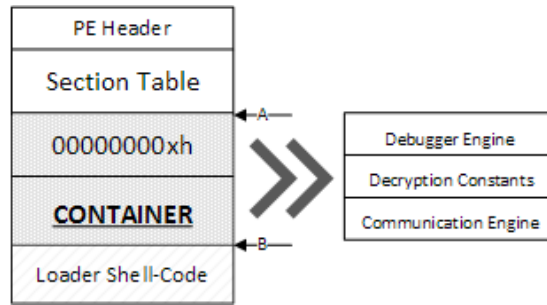 PE Header
Section Table
A
00000000xh
CONTAINER
B
Loader Shell-Code
Debugger Engine
Decryption Constants
Communication Engine